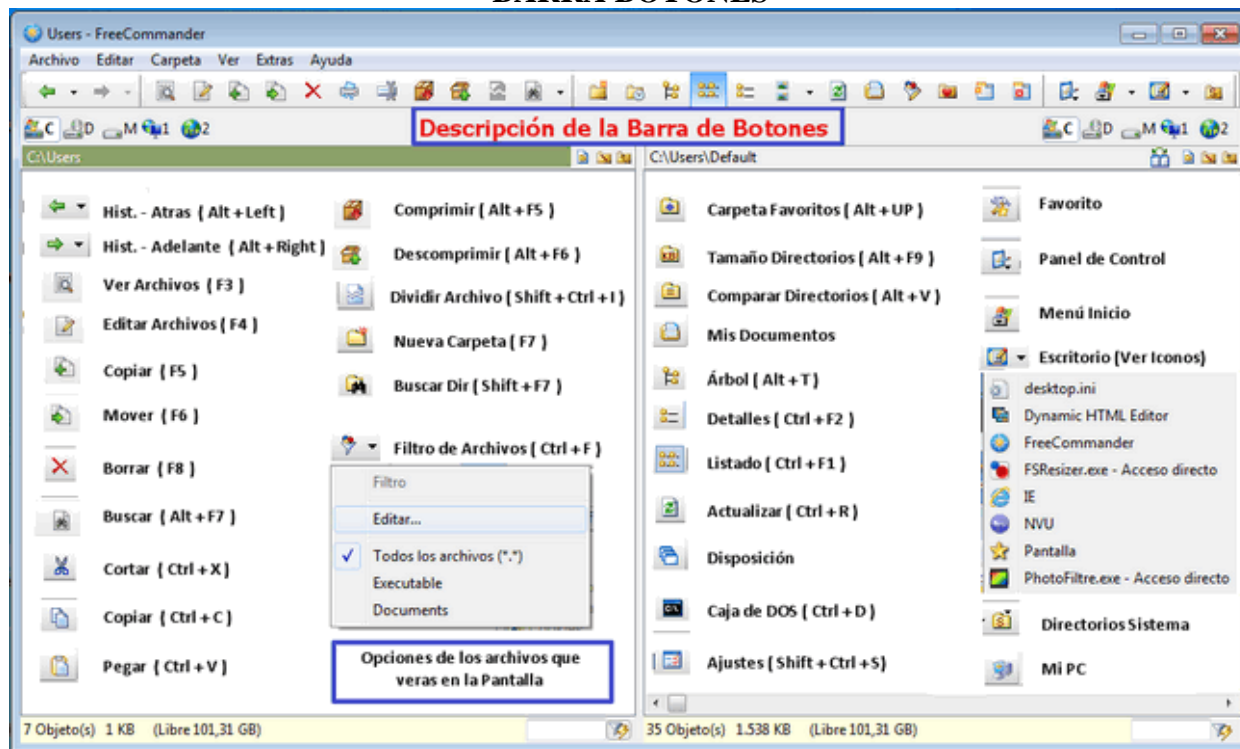 BARRA BOTONES
Users - FreeCommander
Archivo Editar Carpeta Ver Extras Ayuda
C D M 1 2
Descripción de la Barra de Botones
C D M 1 2
C:\Users
C:\Users\Default
Hist. - Atras { Alt + Left }
Hist. - Adelante { Alt + Right }
Ver Archivos { F3 }
Editar Archivos { F4 }
Copiar { F5 }
Mover { F6 }
Borrar { F8 }
Buscar { Alt + F7 }
Cortar { Ctrl + X }
Copiar { Ctrl + C }
Pegar { Ctrl + V }
Comprimir { Alt + F5 }
Descomprimir { Alt + F6 }
Dividir Archivo { Shift + Ctrl + I }
Nueva Carpeta { F7 }
Buscar Dir { Shift + F7 }
Filtro de Archivos { Ctrl + F }
Filtro
Editar...
Todos los archivos (*.*)
Executable
Documents
Opciones de los archivos que
veras en la Pantalla
Carpeta Favoritos { Alt + UP }
Tamaño Directorios { Alt + F9 }
Comparar Directorios { Alt + V }
Mis Documentos
Árbol { Alt + T }
Detalles { Ctrl + F2 }
Listado { Ctrl + F1 }
Actualizar { Ctrl + R }
Disposición
Caja de DOS { Ctrl + D }
Ajustes { Shift + Ctrl + S }
Favorito
Panel de Control
Menú Inicio
Escritorio (Ver Iconos)
desktop.ini
Dynamic HTML Editor
FreeCommander
FSResizer.exe - Acceso directo
IE
NVU
Pantalla
PhotoFiltre.exe - Acceso directo
Directorios Sistema
Mi PC
7 Objeto(s) 1 KB (Libre 101,31 GB)
35 Objeto(s) 1.538 KB (Libre 101,31 GB)